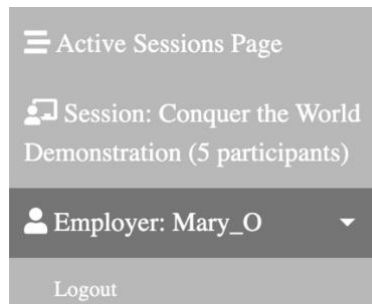 Active Sessions Page
Session: Conquer the World
Demonstration (5 participants)
Employer: Mary_O
Logout